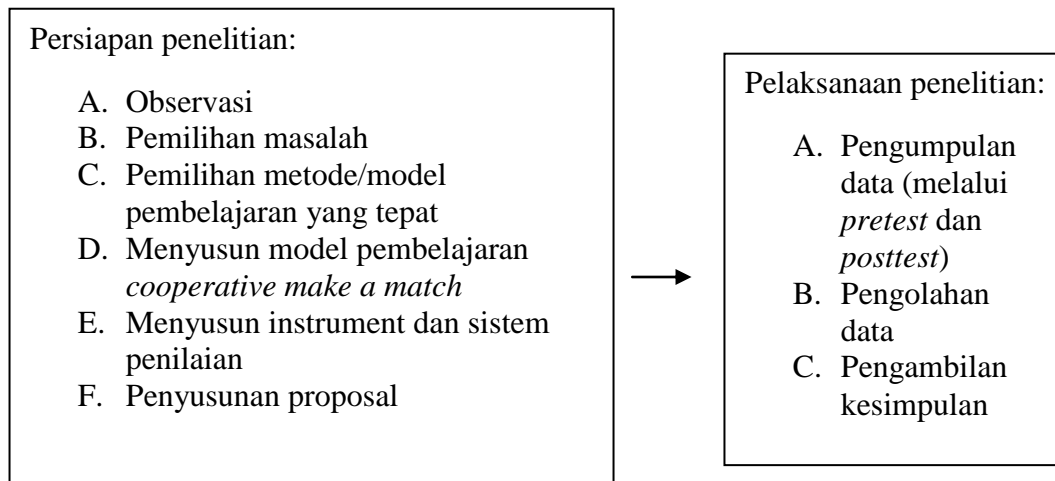 Persiapan penelitian:
A. Observasi
B. Pemilihan masalah
C. Pemilihan metode/model
pembelajaran yang tepat
D. Menyusun model pembelajaran
cooperative make a match
E. Menyusun instrument dan sistem
penilaian
F. Penyusunan proposal
Pelaksanaan penelitian:
A. Pengumpulan
data (melalui
pretest dan
posttest)
B. Pengolahan
data
C. Pengambilan
kesimpulan